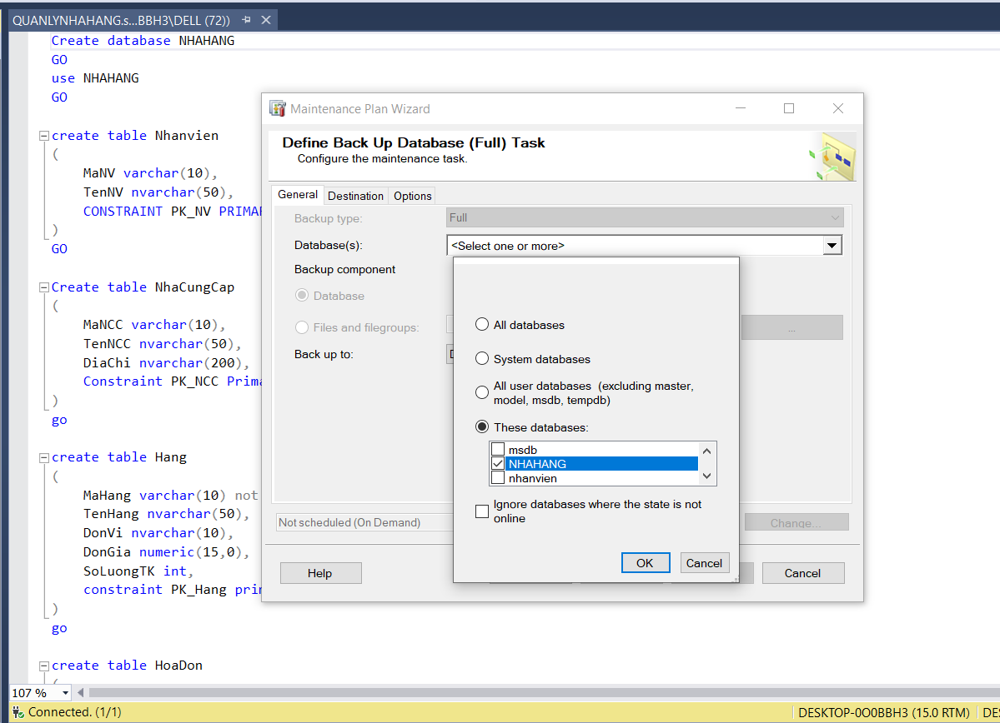 QUANLYNHAHANG.s...BBH3\DELL (72))
Create database NHAHANG
GO
use NHAHANG
GO
create table Nhanvien
(
MaNV varchar(10),
TenNV nvarchar(50),
CONSTRAINT PK_NV PRIMAR
)
GO
Create table NhaCungCap
(
MaNCC varchar(10),
TenNCC nvarchar(50),
DiaChi nvarchar(200),
Constraint PK_NCC Prima
)
go
create table Hang
(
MaHang varchar(10) not
TenHang nvarchar(50),
DonVi nvarchar(10),
DonGia numeric(15,0),
SoLuongTK int,
constraint PK_Hang prim
)
go
create table HoaDon
(
107 %
Connected. (1/1)
DESKTOP-0O0BBH3 (15.0 RTM)
DES
Maintenance Plan Wizard
Define Back Up Database (Full) Task
Configure the maintenance task.
General Destination Options
Backup type: Full
Database(s): <Select one or more>
Backup component
Database
Files and filegroups:
...
Back up to:
All databases
System databases
All user databases (excluding master,
model, msdb, tempdb)
These databases:
msdb
NHAHANG
nhanvien
Ignore databases where the state is not
online
OK Cancel
Not scheduled (On Demand)
Change...
Help
Cancel